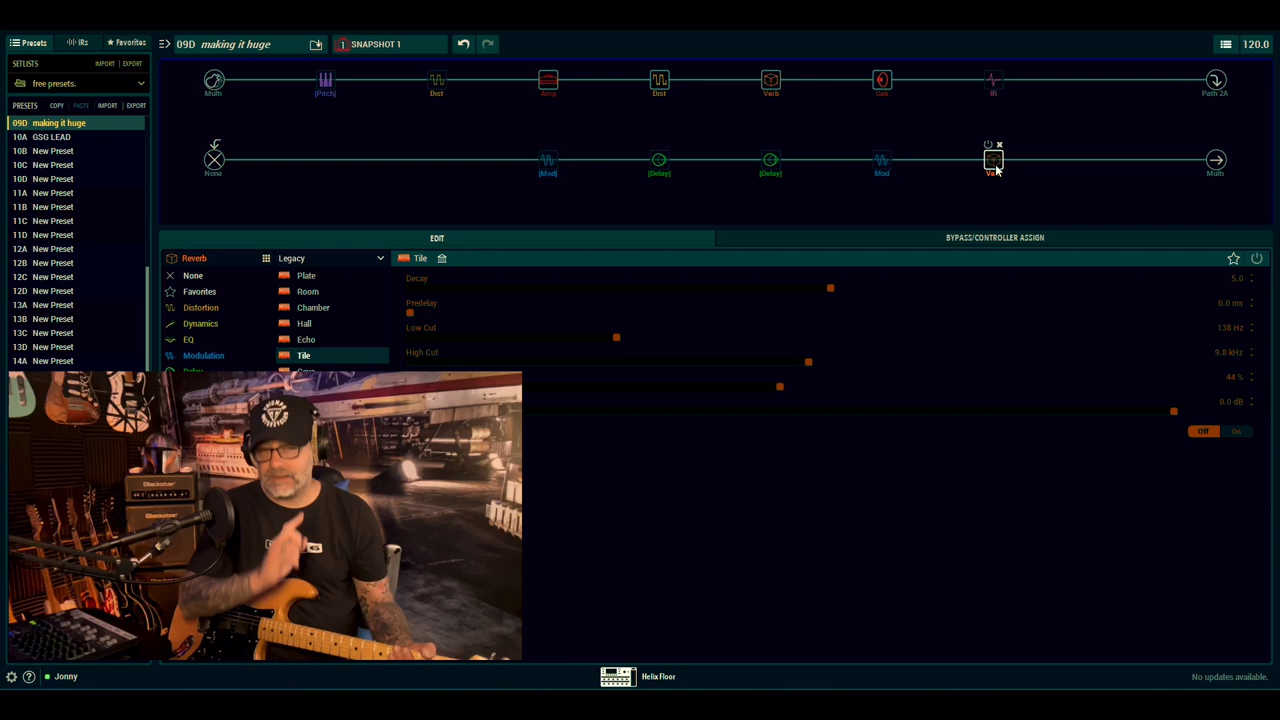 Presets IRs Favorites
09D making it huge
1 SNAPSHOT 1
120.0
SETLISTS IMPORT EXPORT
free presets.
PRESETS COPY PASTE IMPORT EXPORT
09D making it huge
10A GSG LEAD
10B New Preset
10C New Preset
10D New Preset
11A New Preset
11B New Preset
11C New Preset
11D New Preset
12A New Preset
12B New Preset
12C New Preset
12D New Preset
13A New Preset
13B New Preset
13C New Preset
13D New Preset
14A New Preset
Multi [Pitch] Dist Amp Dist Verb Cab IR Path 2A
None [Mod] [Delay] [Delay] Mud Multi
EDIT
BYPASS/CONTROLLER ASSIGN
Reverb
None
Favorites
Distortion
Dynamics
EQ
Modulation
Legacy
Plate
Room
Chamber
Hall
Echo
Tile
Tile
Decay 5.0
Predelay 0.0 ms
Low Cut 138 Hz
High Cut 9.8 kHz
44 %
0.0 dB
Off On
Blackstar
Blackstar
Jonny
Helix Floor
No updates available.